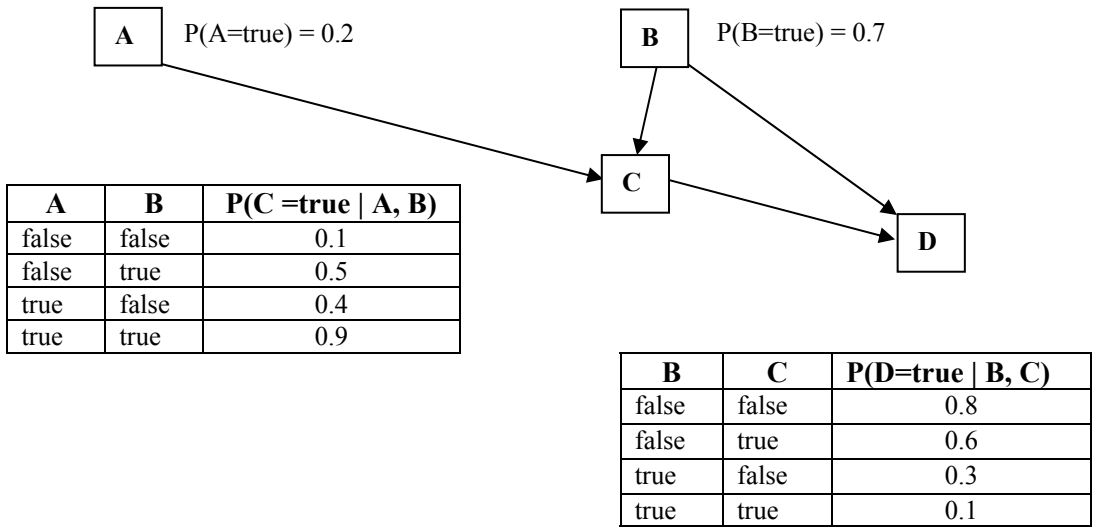 A P(A=true) = 0.2
B P(B=true) = 0.7
C
D
A B P(C =true | A, B)
false false 0.1
false true 0.5
true false 0.4
true true 0.9
B C P(D=true | B, C)
false false 0.8
false true 0.6
true false 0.3
true true 0.1